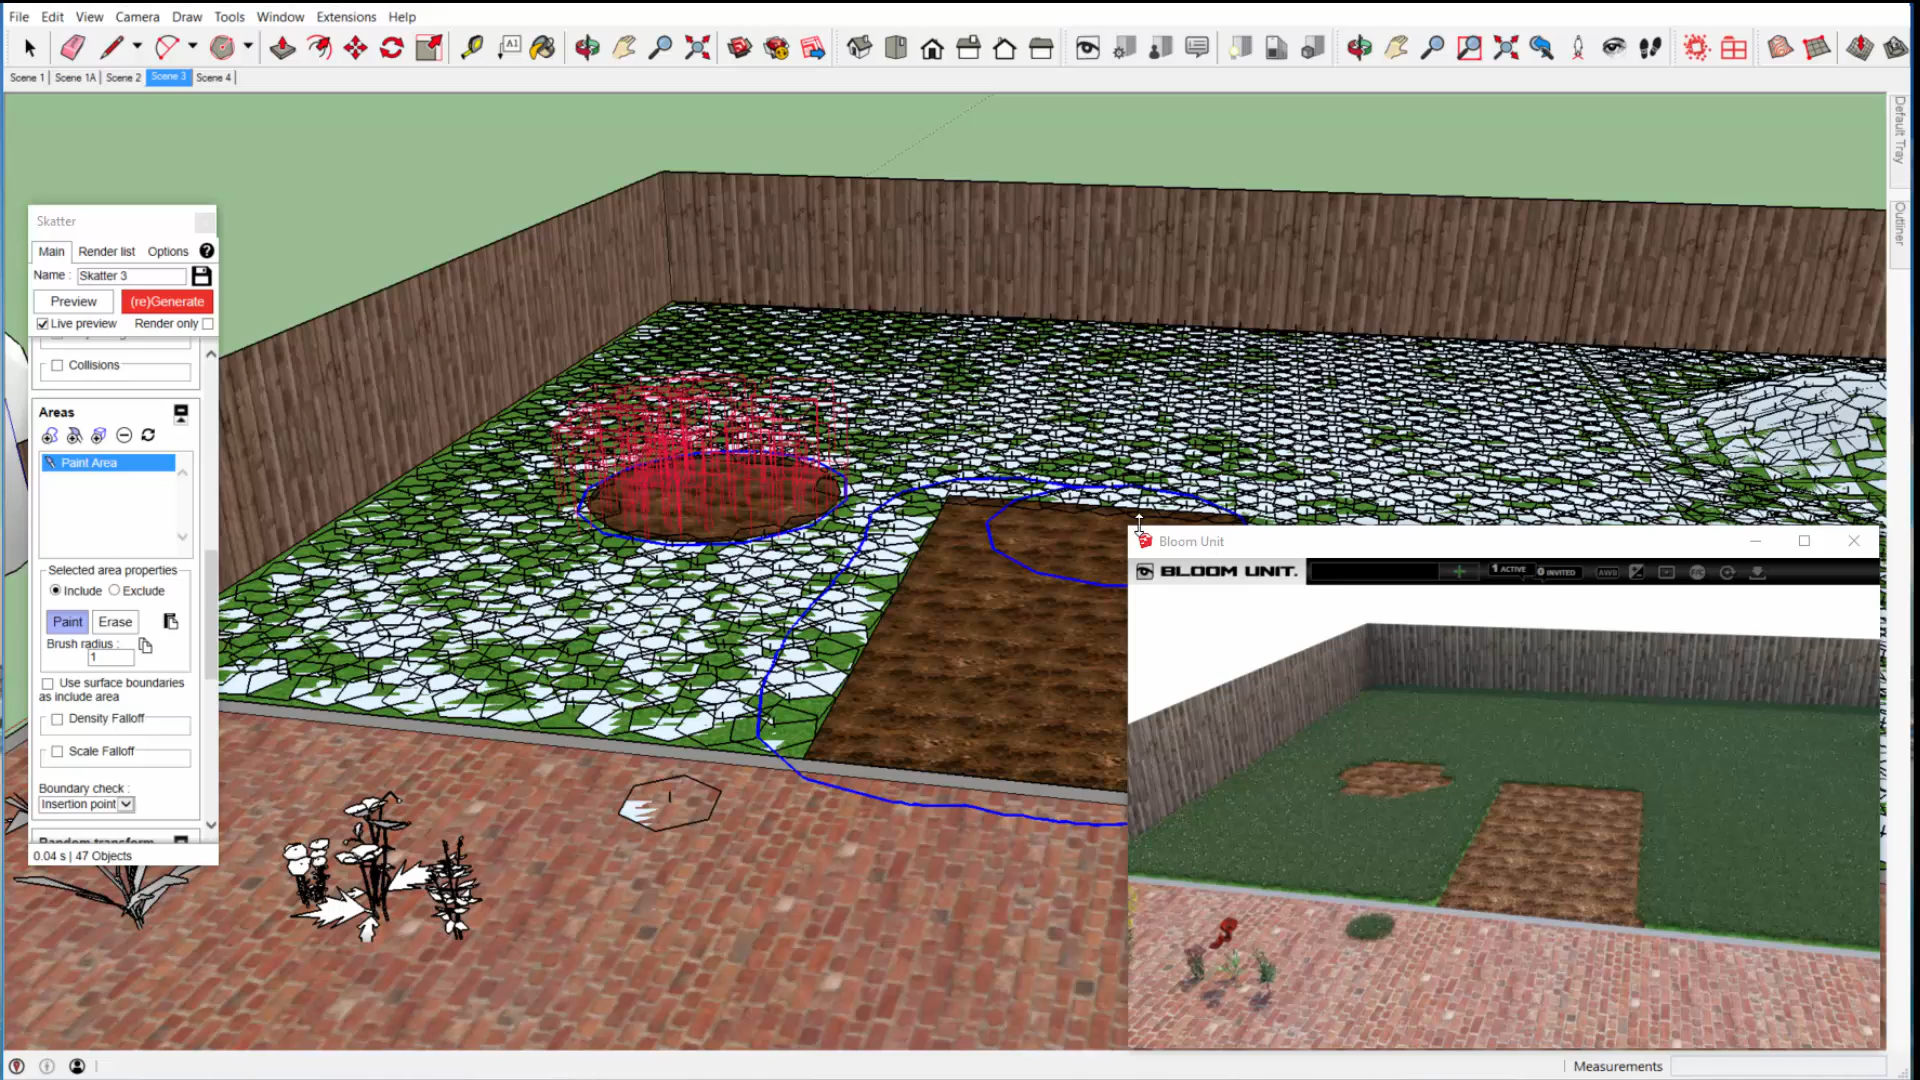 File Edit View Camera Draw Tools Window Extensions Help
A1
Scene 1 Scene 1A Scene 2 Scene 3 Scene 4
Default Tray
Outliner
Skatter
Main Render list Options ?
Name : Skatter 3
Preview (re)Generate
Live preview Render only
Collisions
Areas
Paint Area
Selected area properties
Include Exclude
Paint Erase
Brush radius :
1
Use surface boundaries
as include area
Density Falloff
Scale Falloff
Boundary check :
Insertion point
Random transform
0.04 s | 47 Objects
Bloom Unit
BLOOM UNIT.
1 ACTIVE 0 INVITED AWB
Measurements